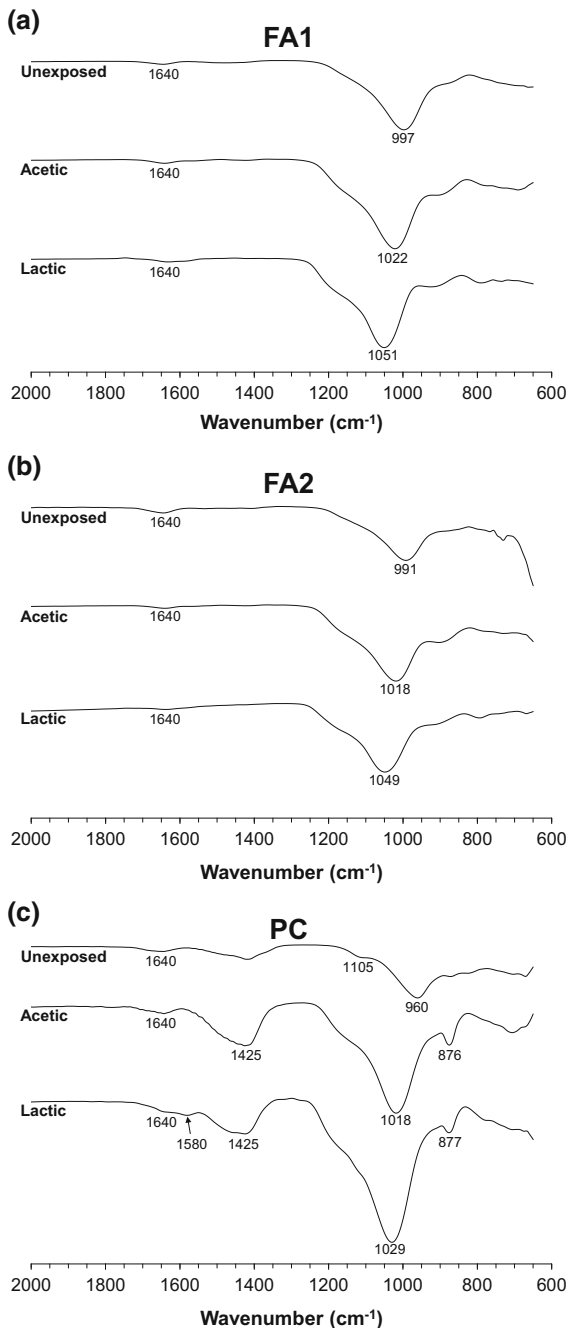 (a)
FA1
Unexposed
1640
997
Acetic
1640
1022
Lactic
1640
1051
2000 1800 1600 1400 1200 1000 800 600
Wavenumber (cm-1)
(b)
FA2
Unexposed
1640
991
Acetic
1640
1018
Lactic
1640
1049
2000 1800 1600 1400 1200 1000 800 600
Wavenumber (cm-1)
(c)
PC
Unexposed
1640
1105
960
Acetic
1640
1425
876
1018
Lactic
1640
1580
1425
877
1029
2000 1800 1600 1400 1200 1000 800 600
Wavenumber (cm-1)